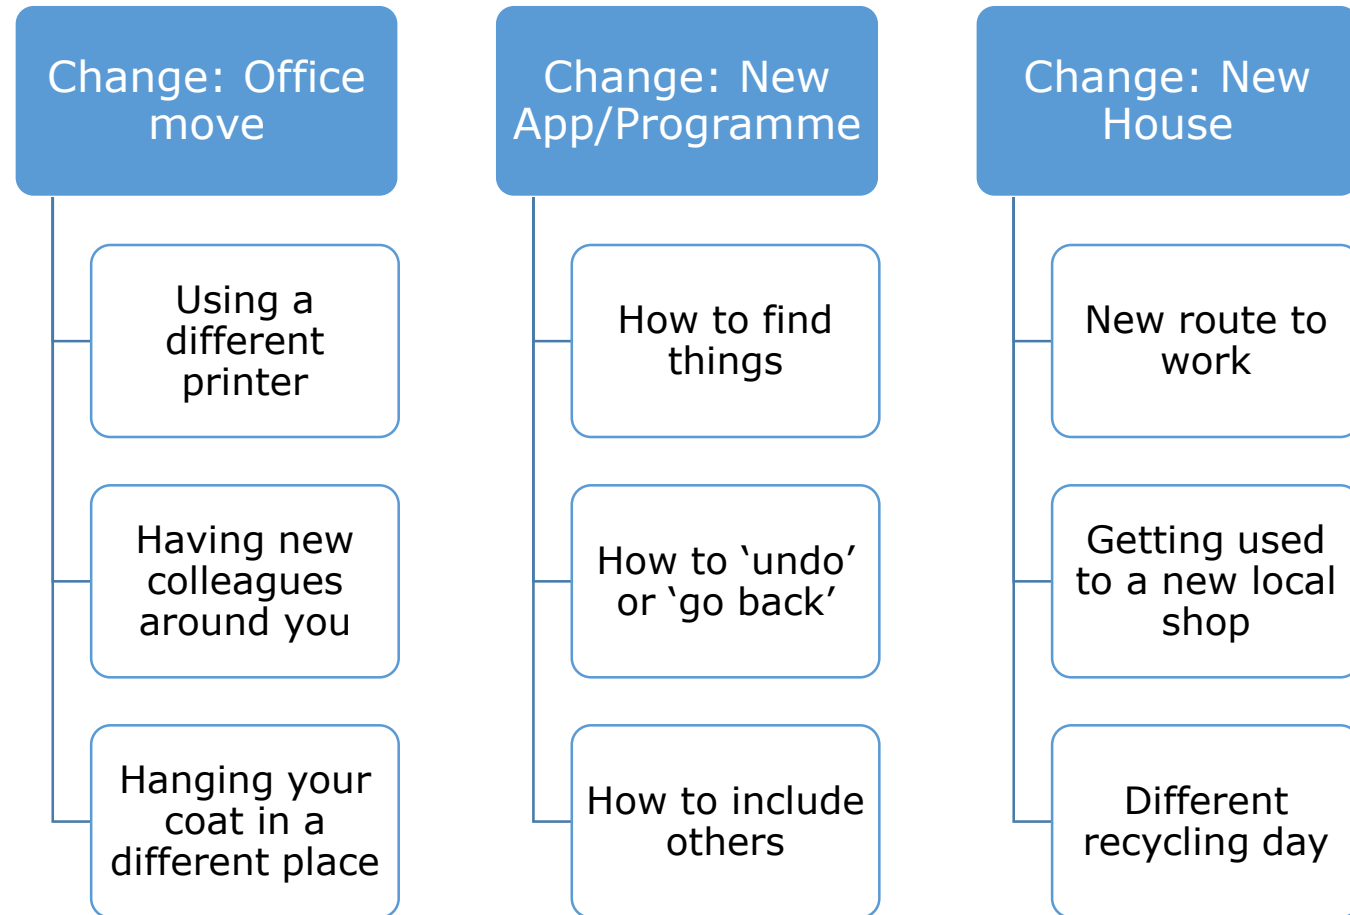 Change: Office
move
Using a
different
printer
Having new
colleagues
around you
Hanging your
coat in a
different place
Change: New
App/Programme
How to find
things
How to ‘undo’
or ‘go back’
How to include
others
Change: New
House
New route to
work
Getting used
to a new local
shop
Different
recycling day